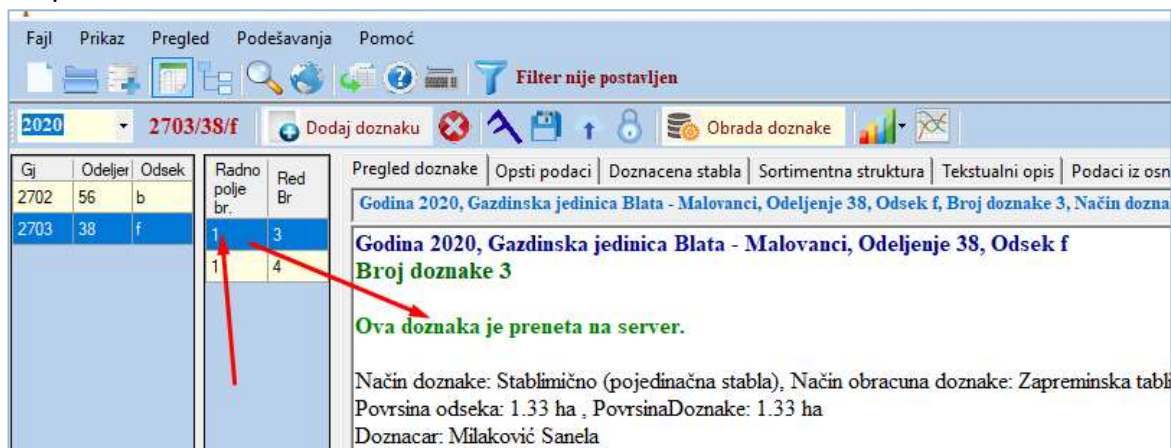 Fajl Prikaz Pregled Podešavanja Pomoć
Filter nije postavljen
2020 2703/38/f Dodaj doznaku Obrada doznake
Gj Odeljer Odsek
2702 56 b
2703 38 f
Radno polje br. Red Br
1 3
1 4
Pregled doznake Opsti podaci Doznacena stabla Sortimentna struktura Tekstualni opis Podaci iz osn
Godina 2020, Gazdinska jedinica Blata - Malovanci, Odeljenje 38, Odsek f, Broj doznake 3, Način dozna
Godina 2020, Gazdinska jedinica Blata - Malovanci, Odeljenje 38, Odsek f
Broj doznake 3
Ova doznaka je preneta na server.
Način doznake: Stablimično (pojedinačna stabla), Način obracuna doznake: Zapreminska tabli
Povrsina odseka: 1.33 ha , PovrsinaDoznake: 1.33 ha
Doznacar: Milaković Sanela